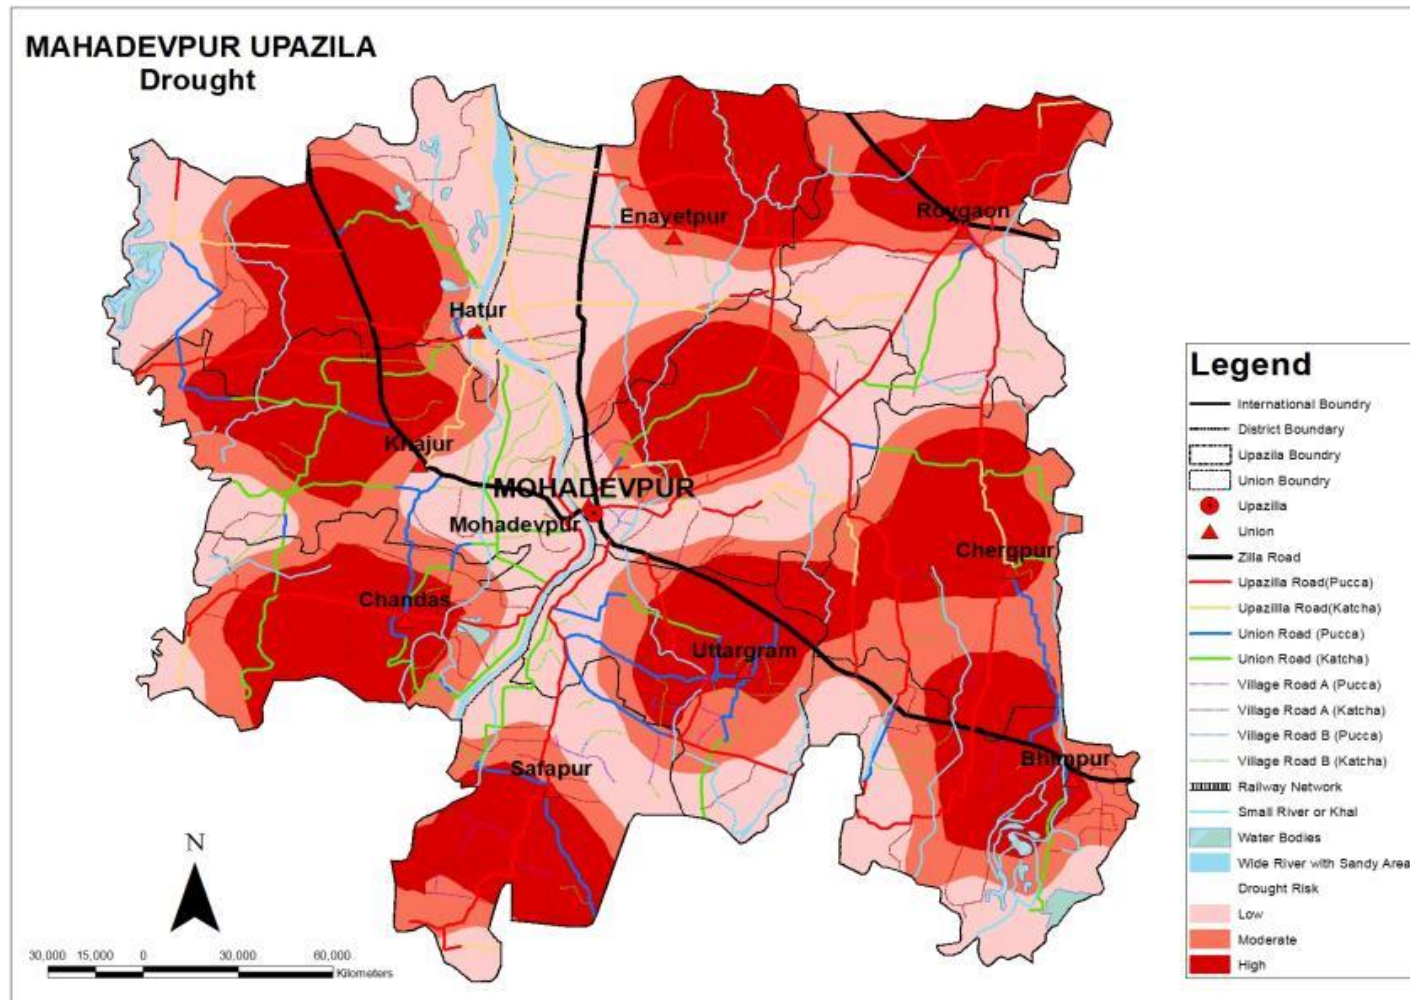 MAHADEVPUR UPAZILA
Drought
Enayetpur
Roygaon
Hatur
Khajur
MOHADEVPUR
Mohadevpur
Chergpur
Chandas
Uttargram
Safapur
Bhimpur
N
30,000 15,000 0 30,000 60,000
Kilometers
Legend
International Boundry
District Boundary
Upazila Boundry
Union Boundry
Upazilla
Union
Zilla Road
Upazilla Road(Pucca)
Upazillla Road(Katcha)
Union Road (Pucca)
Union Road (Katcha)
Village Road A (Pucca)
Village Road A (Katcha)
Village Road B (Pucca)
Village Road B (Katcha)
Railway Network
Small River or Khal
Water Bodies
Wide River with Sandy Area
Drought Risk
Low
Moderate
High